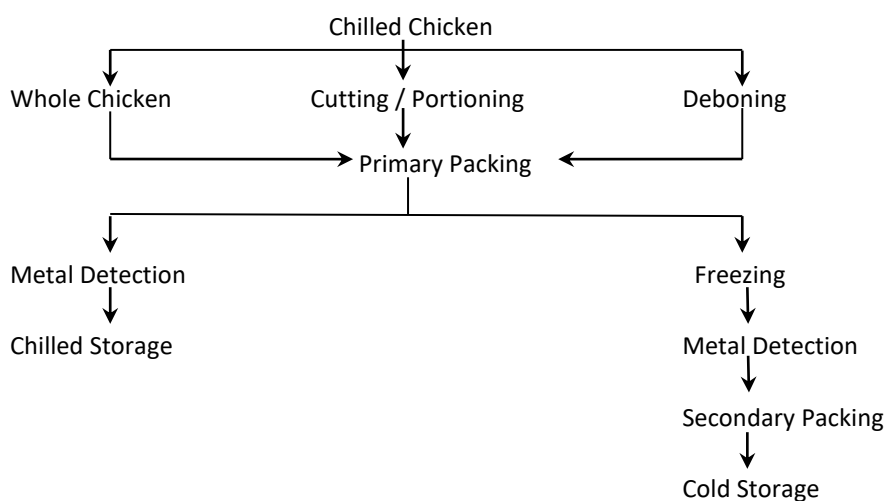 Chilled Chicken
Whole Chicken
Cutting / Portioning
Deboning
Primary Packing
Metal Detection
Freezing
Chilled Storage
Metal Detection
Secondary Packing
Cold Storage